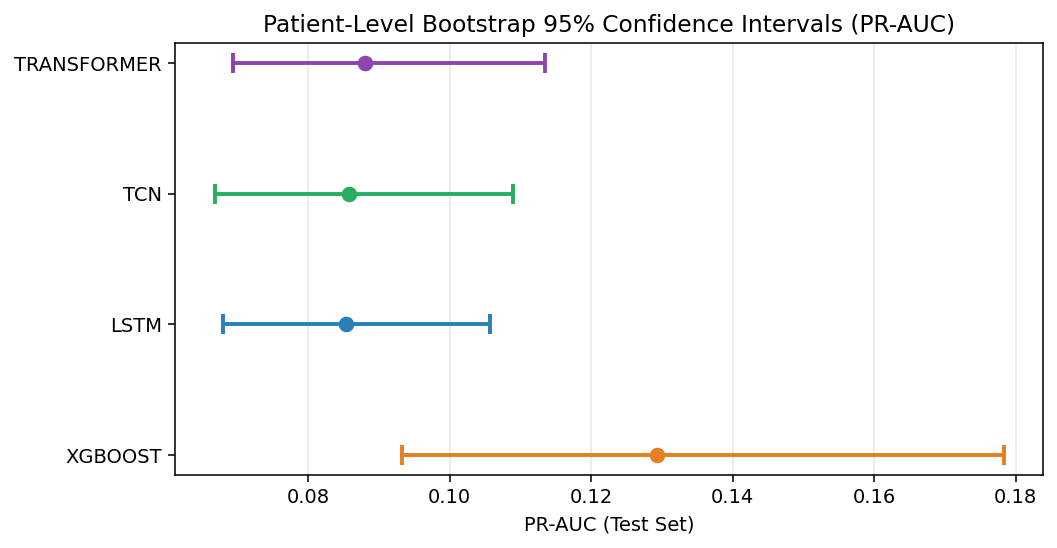 Patient-Level Bootstrap 95% Confidence Intervals (PR-AUC)
TRANSFORMER
TCN
LSTM
XGBOOST
0.08 0.10 0.12 0.14 0.16 0.18
PR-AUC (Test Set)